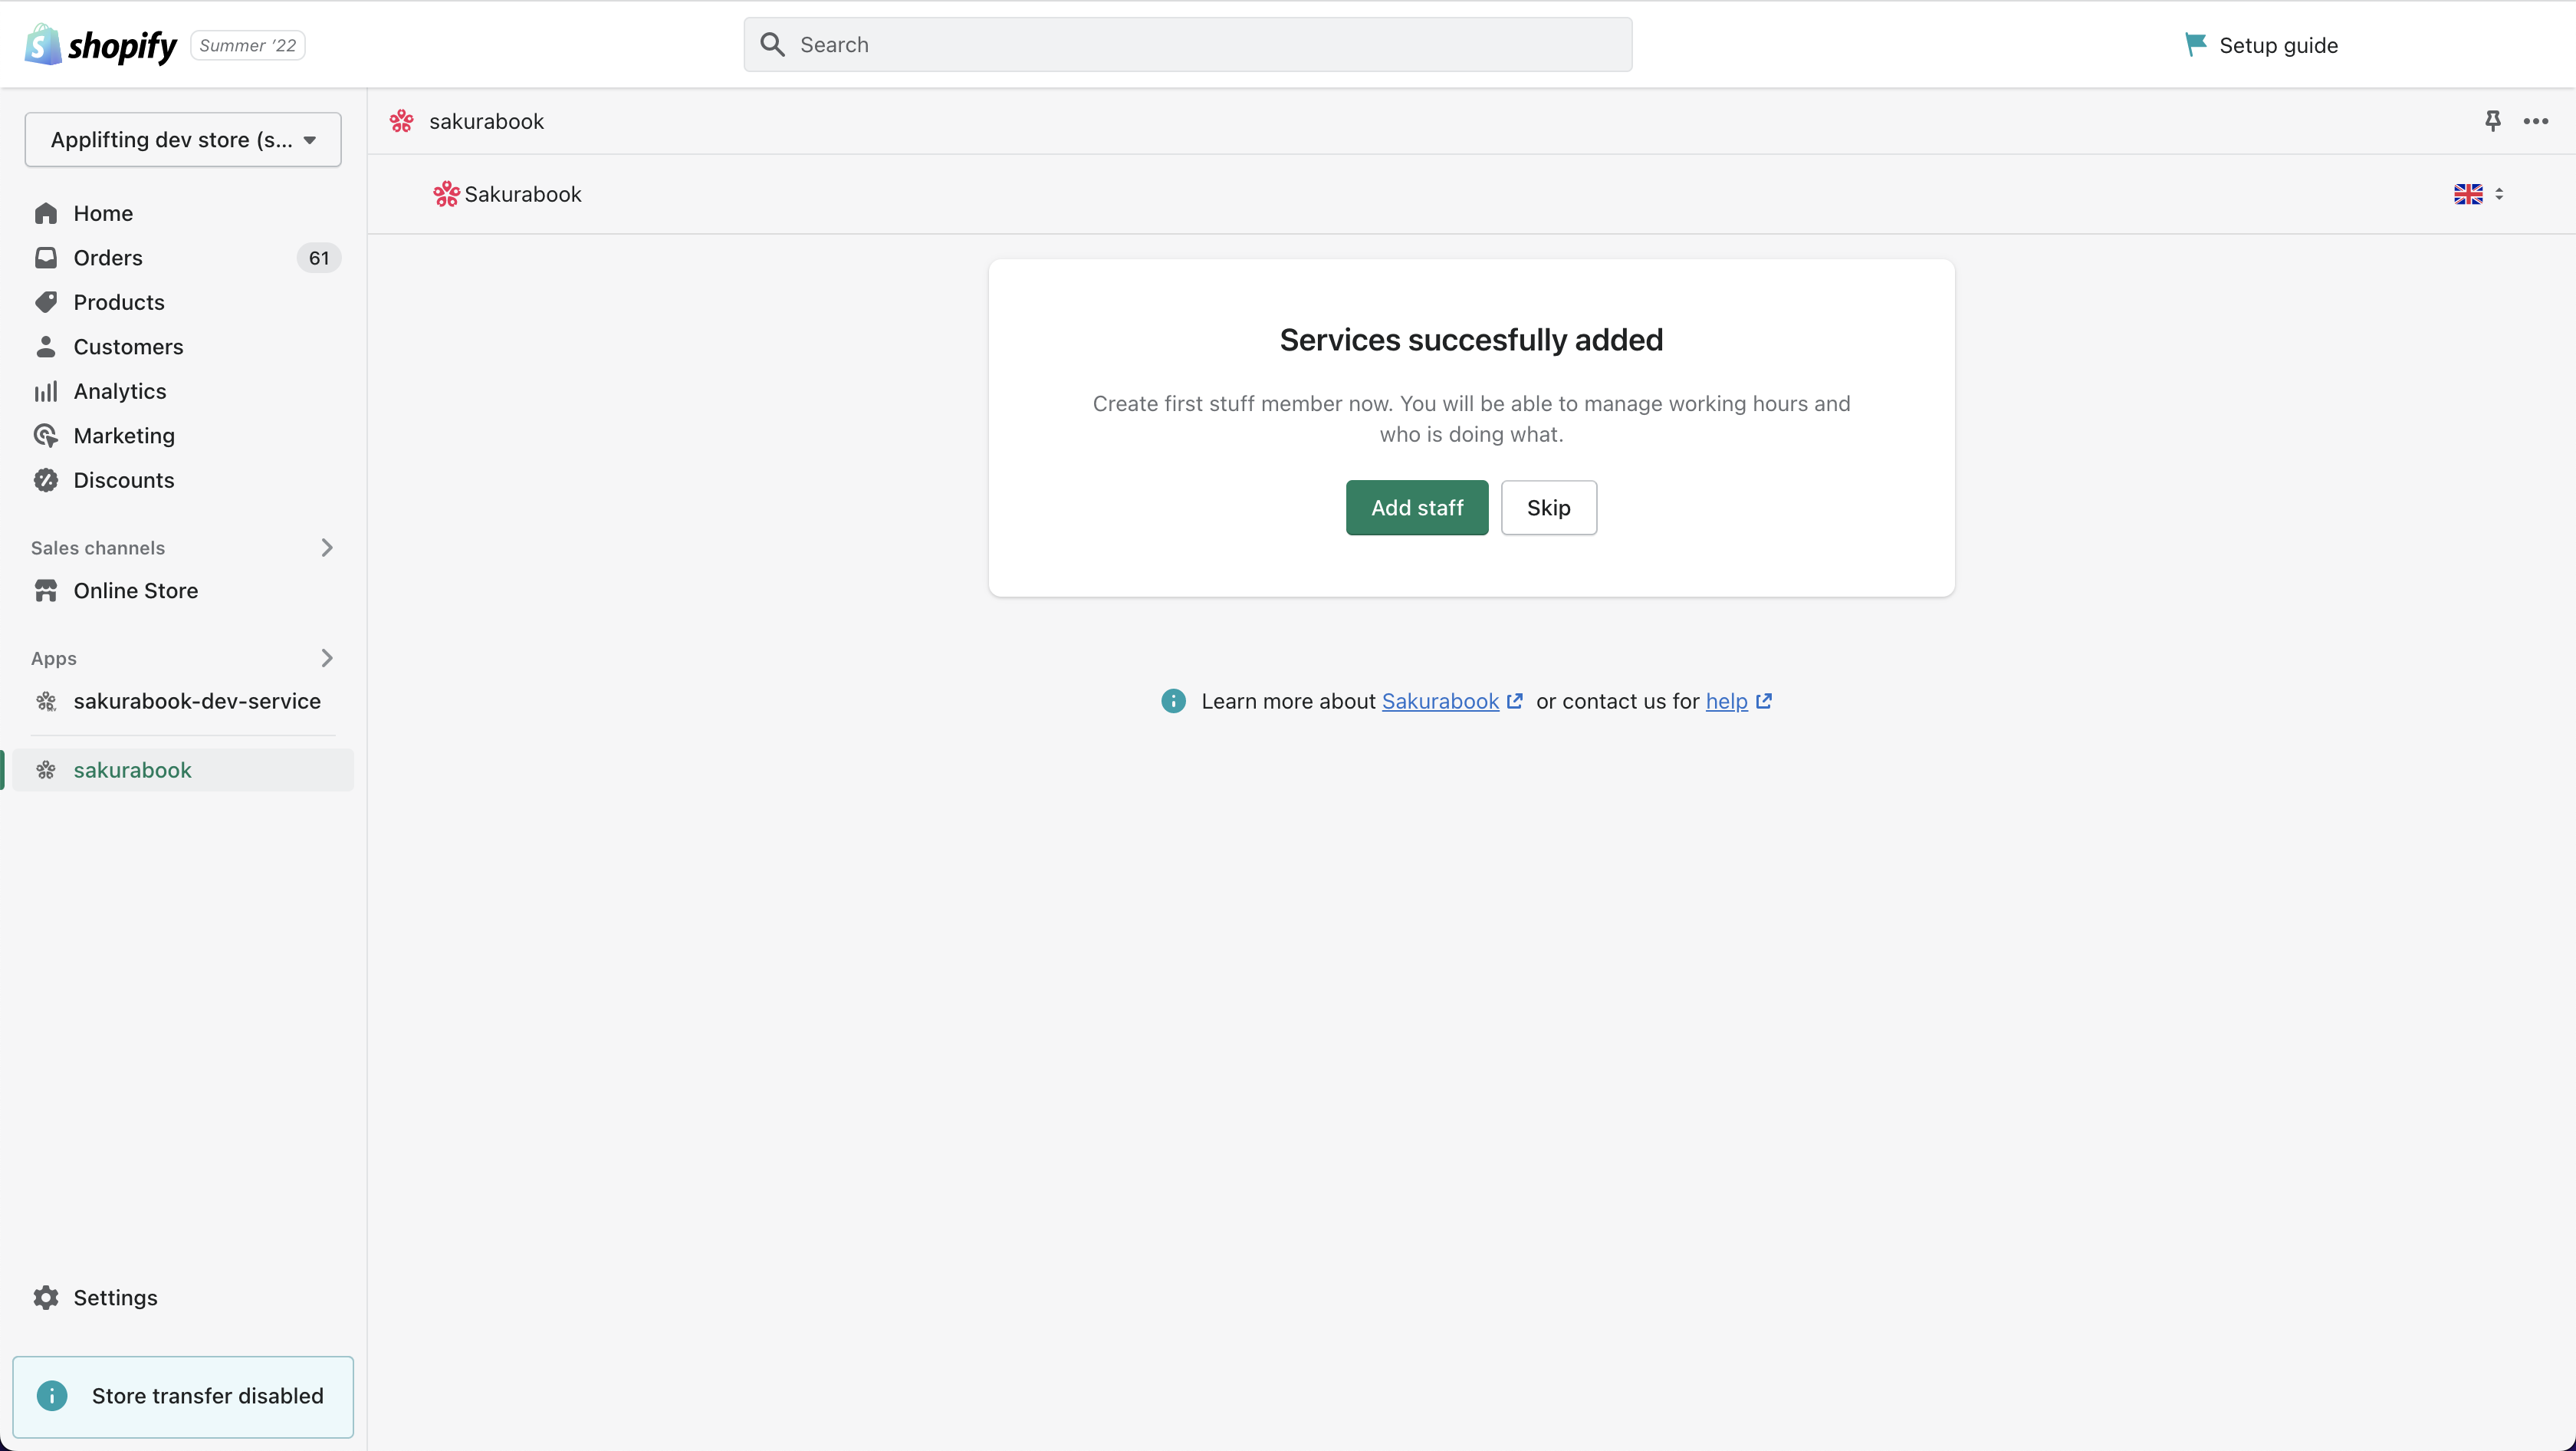 shopify Summer '22
Search
Setup guide
Applifting dev store (s...
Home
Orders 61
Products
Customers
Analytics
Marketing
Discounts
Sales channels
Online Store
Apps
sakurabook-dev-service
sakurabook
Settings
Store transfer disabled
sakurabook
Sakurabook
Services succesfully added
Create first stuff member now. You will be able to manage working hours and
who is doing what.
Add staff Skip
Learn more about Sakurabook or contact us for help